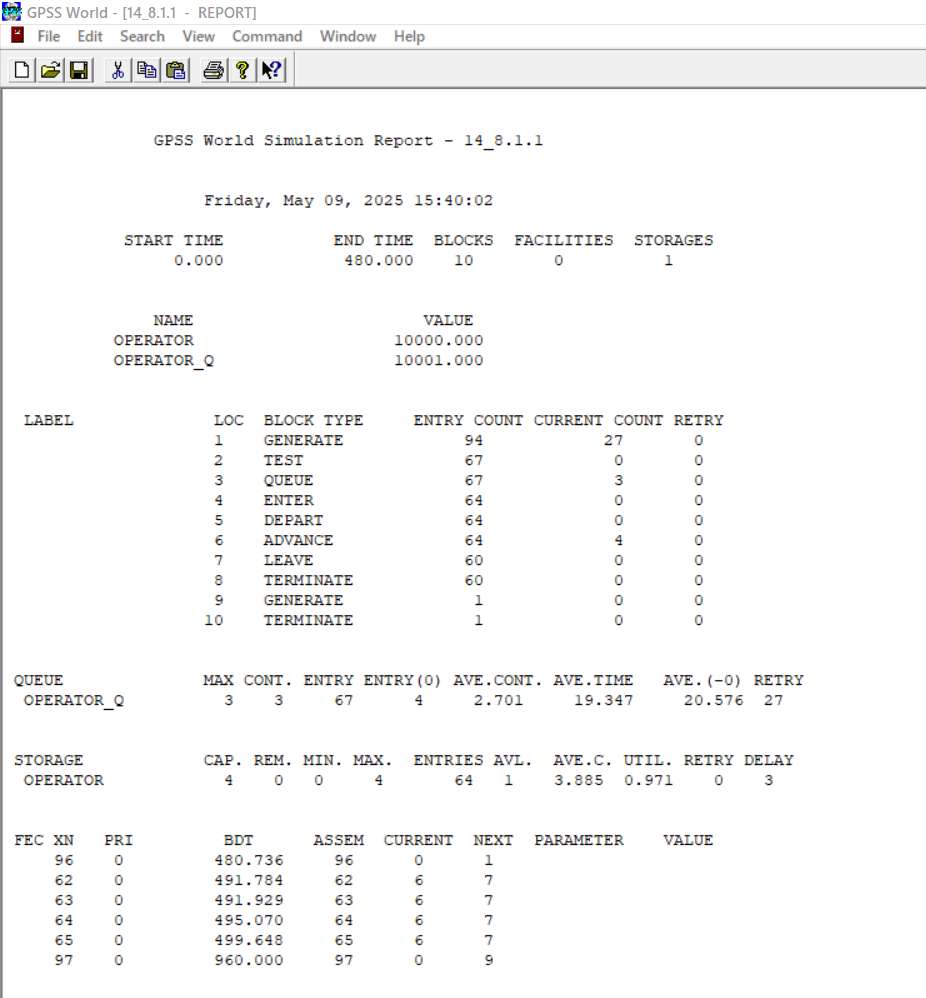 GPSS World - [14_8.1.1 - REPORT]
File Edit Search View Command Window Help
GPSS World Simulation Report - 14_8.1.1
Friday, May 09, 2025 15:40:02
START TIME END TIME BLOCKS FACILITIES STORAGES
0.000 480.000 10 0 1
NAME VALUE
OPERATOR 10000.000
OPERATOR_Q 10001.000
LABEL LOC BLOCK TYPE ENTRY COUNT CURRENT COUNT RETRY
1 GENERATE 94 27 0
2 TEST 67 0 0
3 QUEUE 67 3 0
4 ENTER 64 0 0
5 DEPART 64 0 0
6 ADVANCE 64 4 0
7 LEAVE 60 0 0
8 TERMINATE 60 0 0
9 GENERATE 1 0 0
10 TERMINATE 1 0 0
QUEUE MAX CONT. ENTRY ENTRY(0) AVE.CONT. AVE.TIME AVE.(-0) RETRY
OPERATOR_Q 3 3 67 4 2.701 19.347 20.576 27
STORAGE CAP. REM. MIN. MAX. ENTRIES AVL. AVE.C. UTIL. RETRY DELAY
OPERATOR 4 0 0 4 64 1 3.885 0.971 0 3
FEC XN PRI BDT ASSEM CURRENT NEXT PARAMETER VALUE
96 0 480.736 96 0 1
62 0 491.784 62 6 7
63 0 491.929 63 6 7
64 0 495.070 64 6 7
65 0 499.648 65 6 7
97 0 960.000 97 0 9